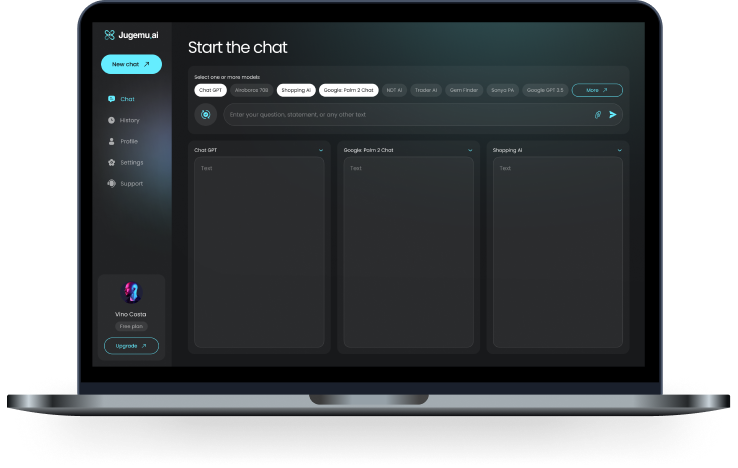 Jugemu.ai
New chat
Chat
History
Profile
Settings
Support
Vino Costa
Free plan
Upgrade
Start the chat
Select one or more models
Chat GPT Airoboros 70B Shopping AI Google: Palm 2 Chat NDT AI Trader AI Gem Finder Sonya PA Google GPT 3.5 More
Enter your question, statement, or any other text
Chat GPT Google: Palm 2 Chat Shopping AI
Text Text Text